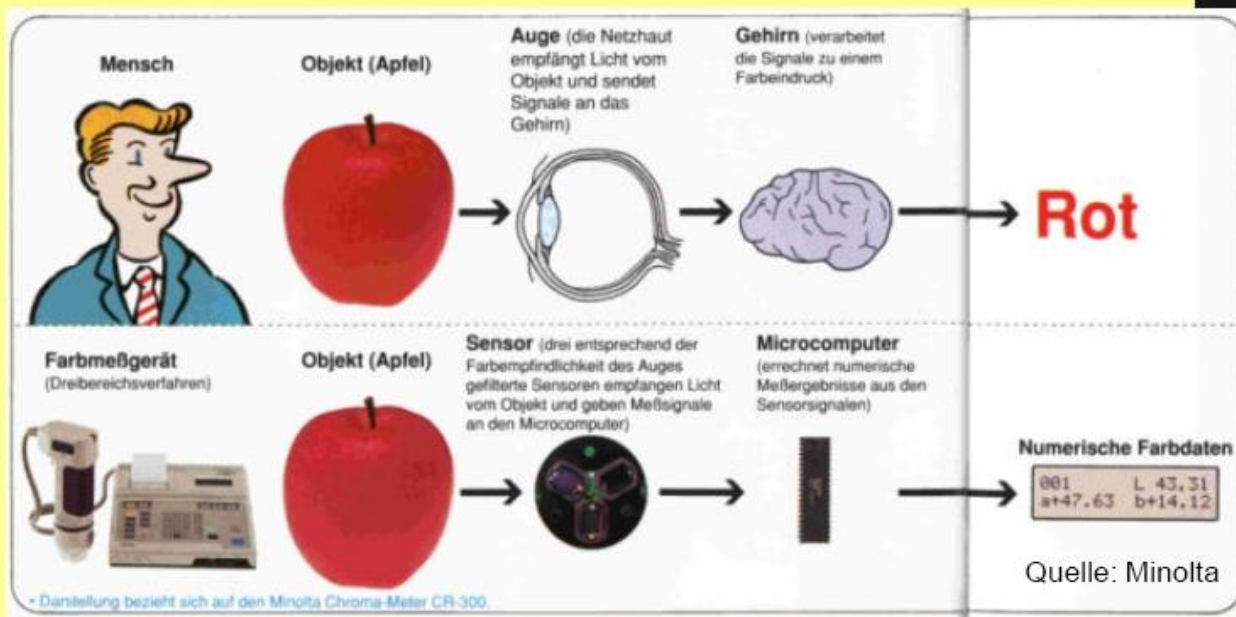 Mensch
Objekt (Apfel)
Auge (die Netzhaut
empfängt Licht vom
Objekt und sendet
Signale an das
Gehirn)
Gehirn (verarbeitet
die Signale zu einem
Farbeindruck)
Rot
Farbmeßgerät
(Dreibereichsverfahren)
Objekt (Apfel)
Sensor (drei entsprechend der
Farbempfindlichkeit des Auges
gefilterte Sensoren empfangen Licht
vom Objekt und geben Meßsignale
an den Microcomputer)
Microcomputer
(errechnet numerische
Meßergebnisse aus den
Sensorsignalen)
Numerische Farbdaten
001 L 43.31
a+47.63 b+14.12
Quelle: Minolta
• Darstellung bezieht sich auf den Minolta Chroma-Meter CR-300.